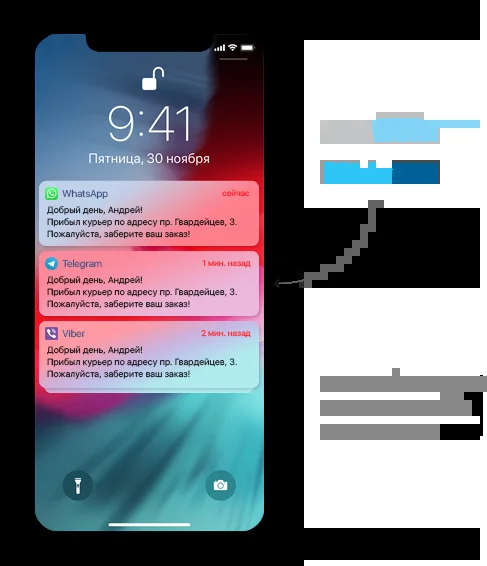 9:41
Пятница, 30 ноября
WhatsApp сейчас
Добрый день, Андрей!
Прибыл курьер по адресу пр. Гвардейцев, 3.
Пожалуйста, заберите ваш заказ!
Telegram 1 мин. назад
Добрый день, Андрей!
Прибыл курьер по адресу пр. Гвардейцев, 3.
Пожалуйста, заберите ваш заказ!
Viber 2 мин. назад
Добрый день, Андрей!
Прибыл курьер по адресу пр. Гвардейцев, 3.
Пожалуйста, заберите ваш заказ!